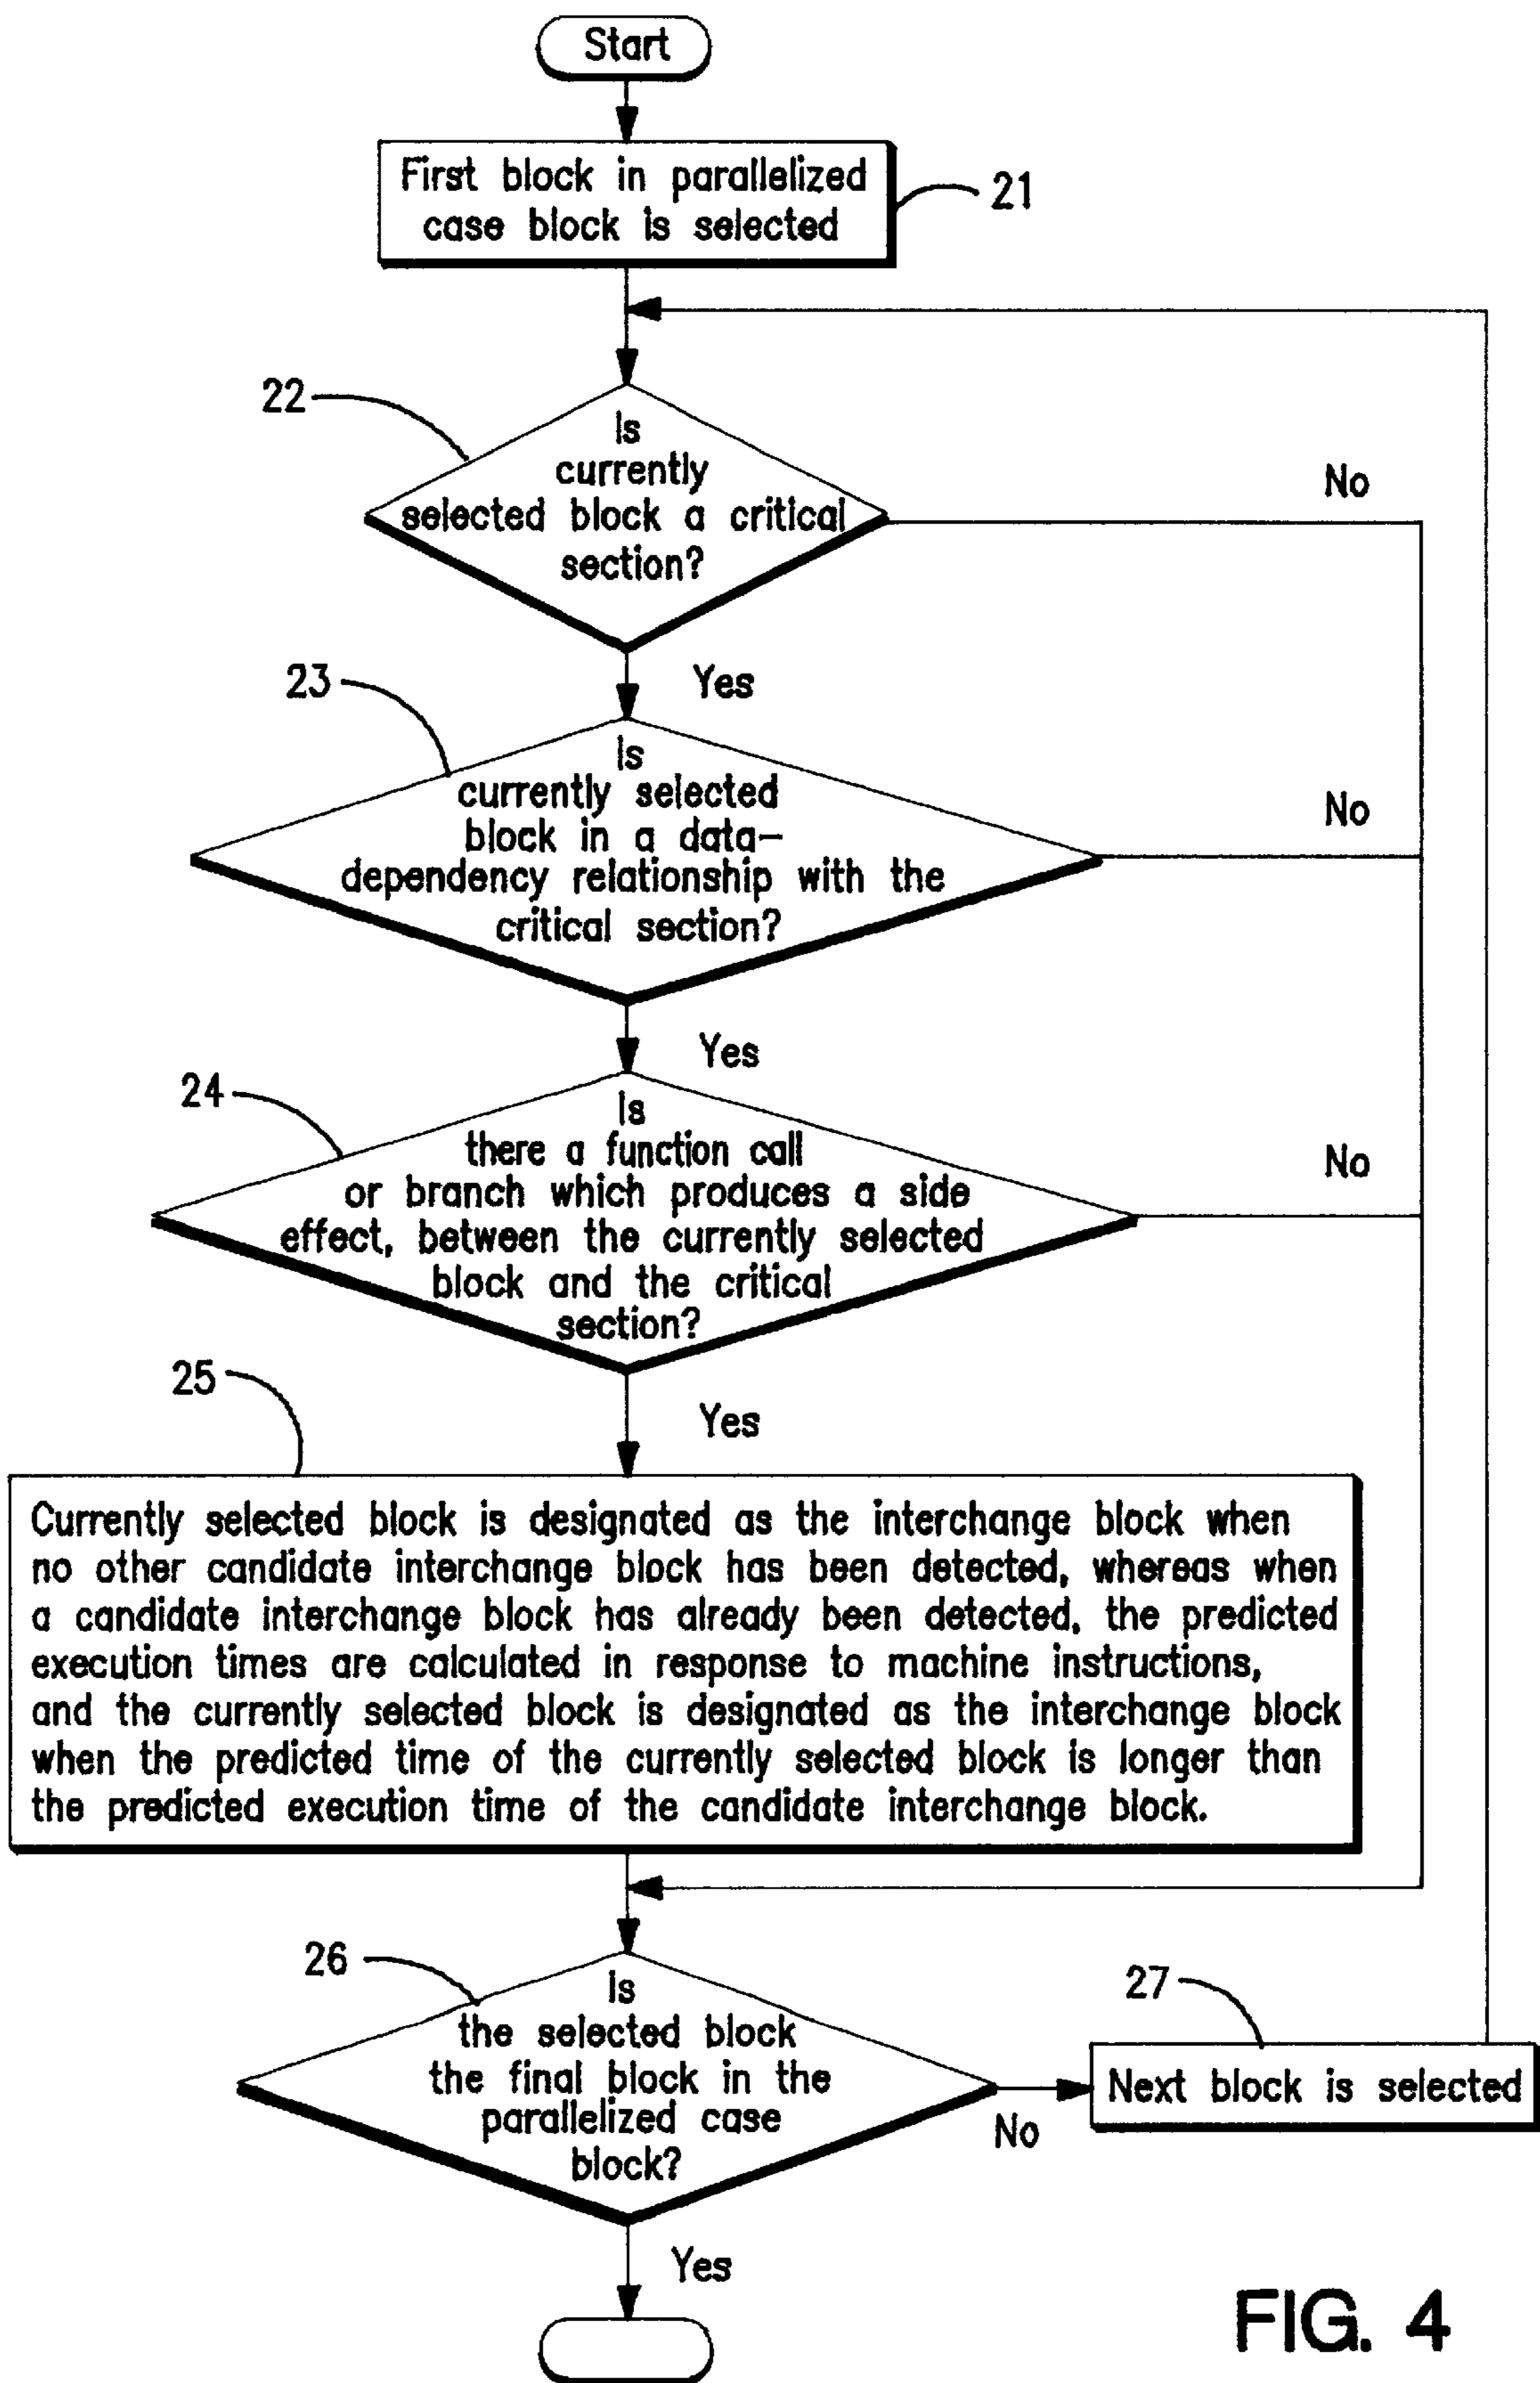 Start
First block in parallelized
case block is selected
21
22
Is
currently
selected block a critical
section?
No
Yes
23
Is
currently selected
block in a data-
dependency relationship with the
critical section?
No
Yes
24
Is
there a function call
or branch which produces a side
effect, between the currently selected
block and the critical
section?
No
Yes
25
Currently selected block is designated as the interchange block when
no other candidate interchange block has been detected, whereas when
a candidate interchange block has already been detected, the predicted
execution times are calculated in response to machine instructions,
and the currently selected block is designated as the interchange block
when the predicted time of the currently selected block is longer than
the predicted execution time of the candidate interchange block.
26
Is
the selected block
the final block in the
parallelized case
block?
No
27
Next block is selected
Yes
FIG. 4